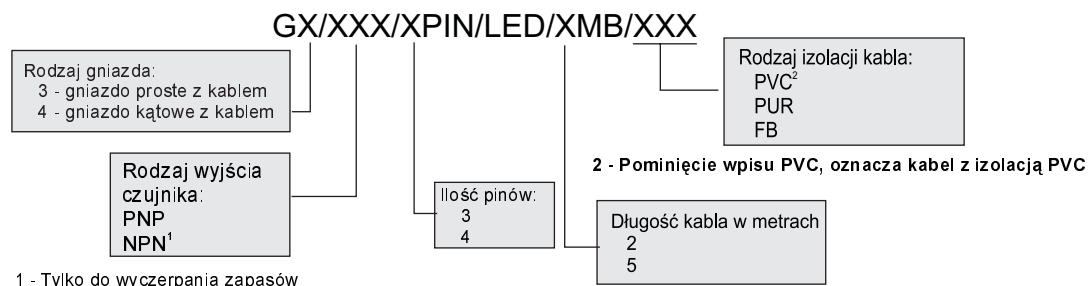 GX/XXX/XPIN/LED/XMB/XXX
Rodzaj gniazda:
3 - gniazdo proste z kablem
4 - gniazdo kątowe z kablem
Rodzaj wyjścia
czujnika:
PNP
NPN¹
1 - Tylko do wyczerpania zapasów
Ilość pinów:
3
4
Długość kabla w metrach
2
5
Rodzaj izolacji kabla:
PVC²
PUR
FB
2 - Pominięcie wpisu PVC, oznacza kabel z izolacją PVC